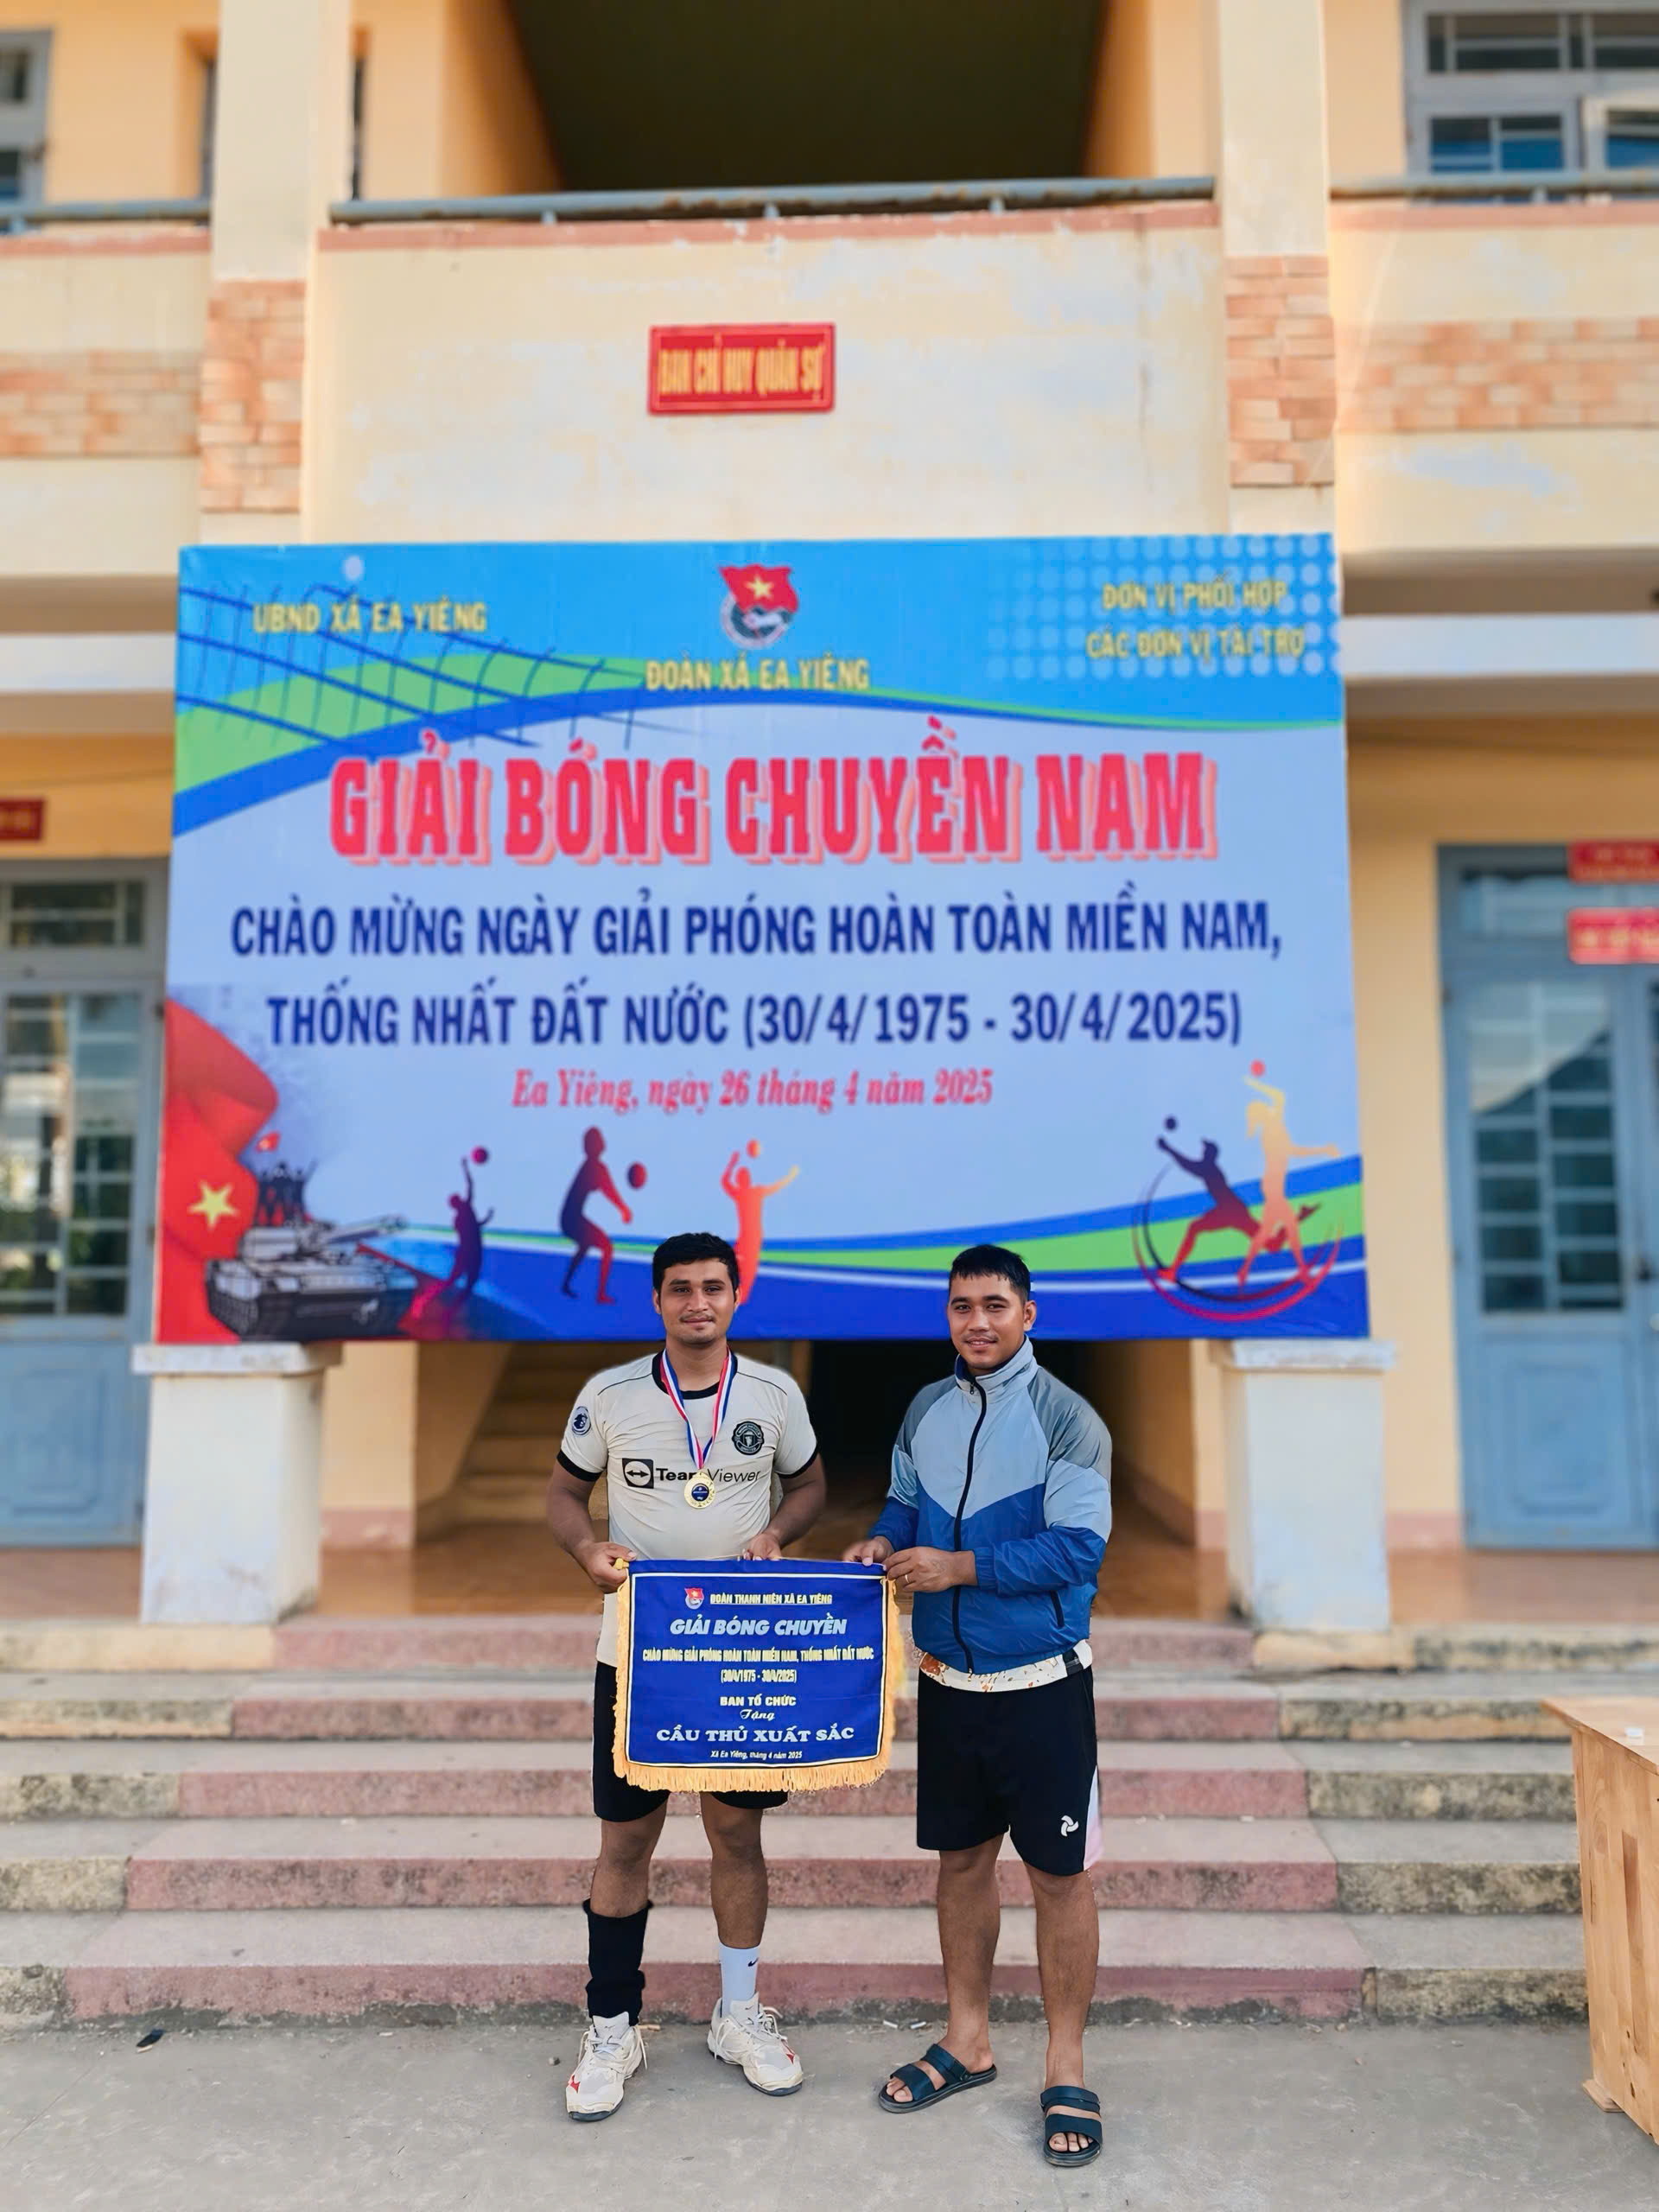 BAN CHỈ HUY QUÂN SỰ
UBND XÃ EA YIÊNG
ĐOÀN XÃ EA YIÊNG
ĐƠN VỊ PHỐI HỢP
CÁC ĐƠN VỊ TÀI TRỢ
GIẢI BÓNG CHUYỀN NAM
CHÀO MỪNG NGÀY GIẢI PHÓNG HOÀN TOÀN MIỀN NAM,
THỐNG NHẤT ĐẤT NƯỚC (30/4/1975 - 30/4/2025)
Ea Yiêng, ngày 26 tháng 4 năm 2025
TeamViewer
ĐOÀN THANH NIÊN XÃ EA YIÊNG
GIẢI BÓNG CHUYỀN
CHÀO MỪNG GIẢI PHÓNG HOÀN TOÀN MIỀN NAM, THỐNG NHẤT ĐẤT NƯỚC
(30/4/1975 - 30/4/2025)
BAN TỔ CHỨC
Tặng
CẦU THỦ XUẤT SẮC
Xã Ea Yiêng, tháng 4 năm 2025